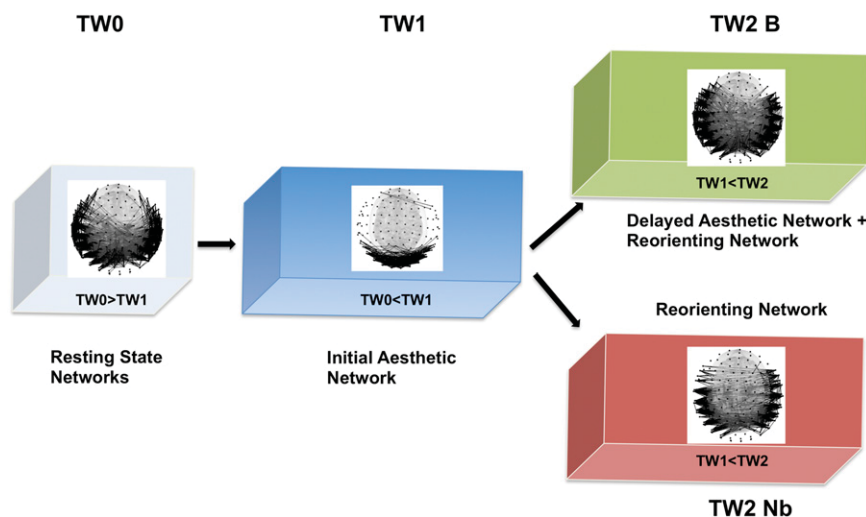 TW0
TW1
TW2 B
TW0>TW1
TW0<TW1
TW1<TW2
Resting State
Networks
Initial Aesthetic
Network
Delayed Aesthetic Network +
Reorienting Network
Reorienting Network
TW1<TW2
TW2 Nb